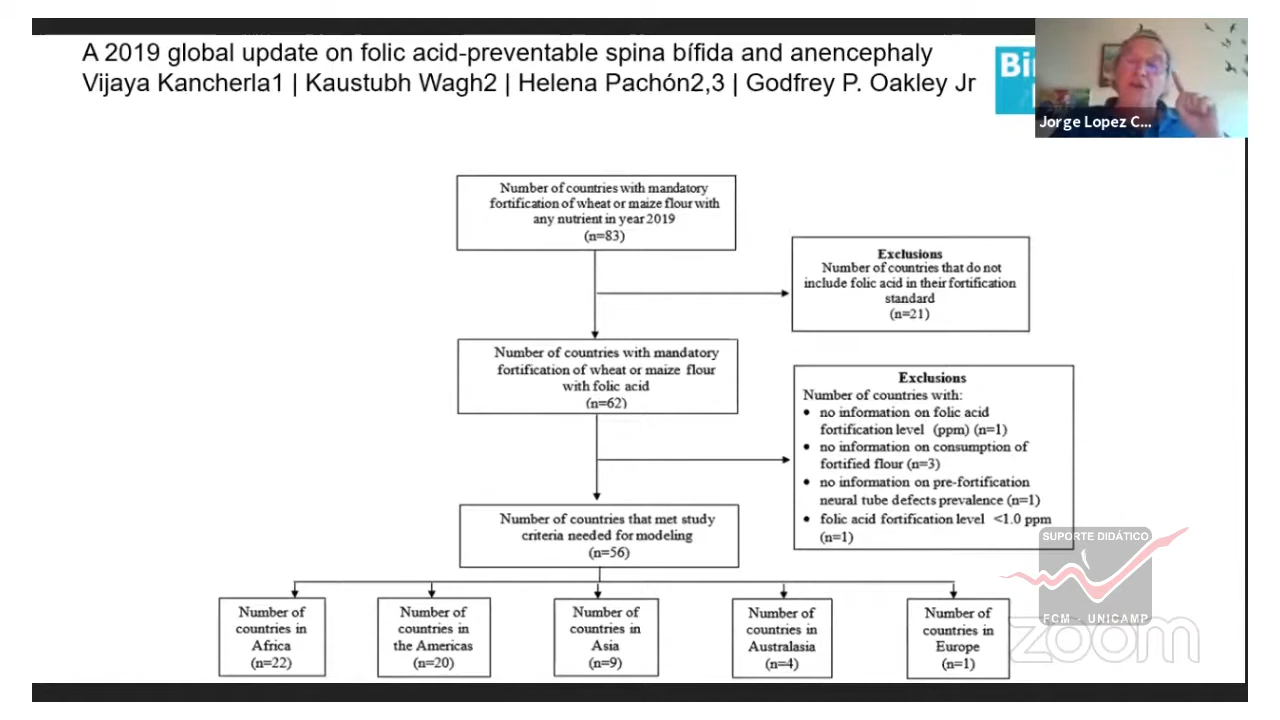 A 2019 global update on folic acid-preventable spina bífida and anencephaly
Vijaya Kancherla1 | Kaustubh Wagh2 | Helena Pachón2,3 | Godfrey P. Oakley Jr
Jorge Lopez C...
Number of countries with mandatory
fortification of wheat or maize flour with
any nutrient in year 2019
(n=83)
Exclusions
Number of countries that do not
include folic acid in their fortification
standard
(n=21)
Number of countries with mandatory
fortification of wheat or maize flour
with folic acid
(n=62)
Exclusions
Number of countries with:
• no information on folic acid
fortification level (ppm) (n=1)
• no information on consumption of
fortified flour (n=3)
• no information on pre-fortification
neural tube defects prevalence (n=1)
• folic acid fortification level <1.0 ppm
(n=1)
Number of countries that met study
criteria needed for modeling
(n=56)
Number of
countries in
Africa
(n=22)
Number of
countries in
the Americas
(n=20)
Number of
countries in
Asia
(n=9)
Number of
countries in
Australasia
(n=4)
Number of
countries in
Europe
(n=1)
SUPORTE DIDÁTICO
FCM - UNICAMP
zoom